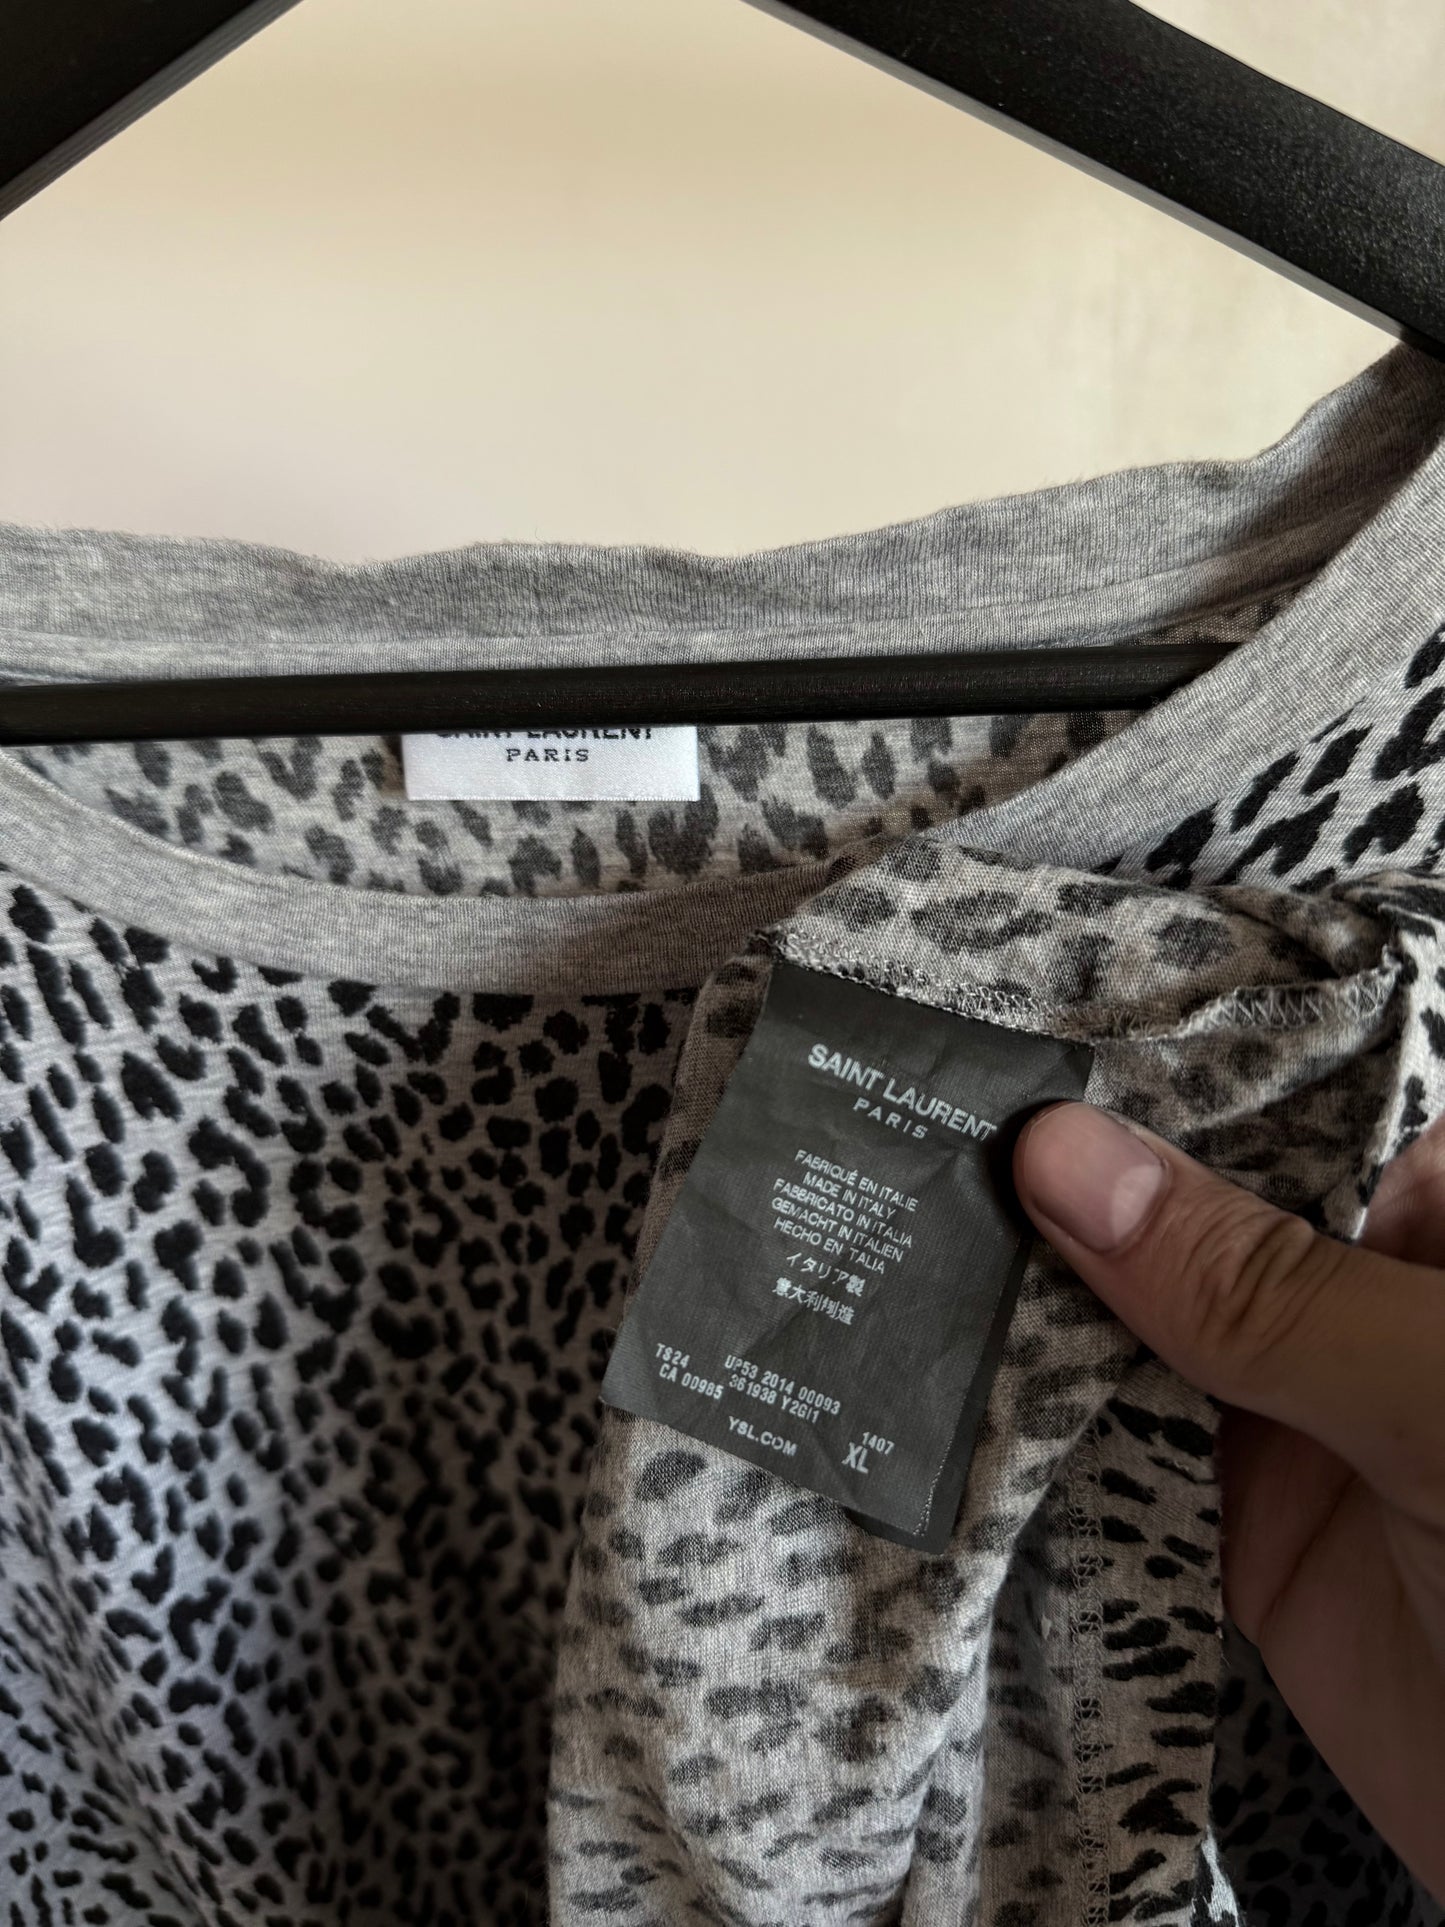 SAINT LAURENT
PARIS
SAINT LAURENT
PARIS
FABRIQUÉ EN ITALIE
MADE IN ITALY
FABBRICATO IN ITALIA
GEMACHT IN ITALIEN
HECHO EN ITALIA
イタリア製
意大利制造
TS24 UP53 2014 00093
CA 00985 361938 Y2GI1
1407
YSL.COM XL